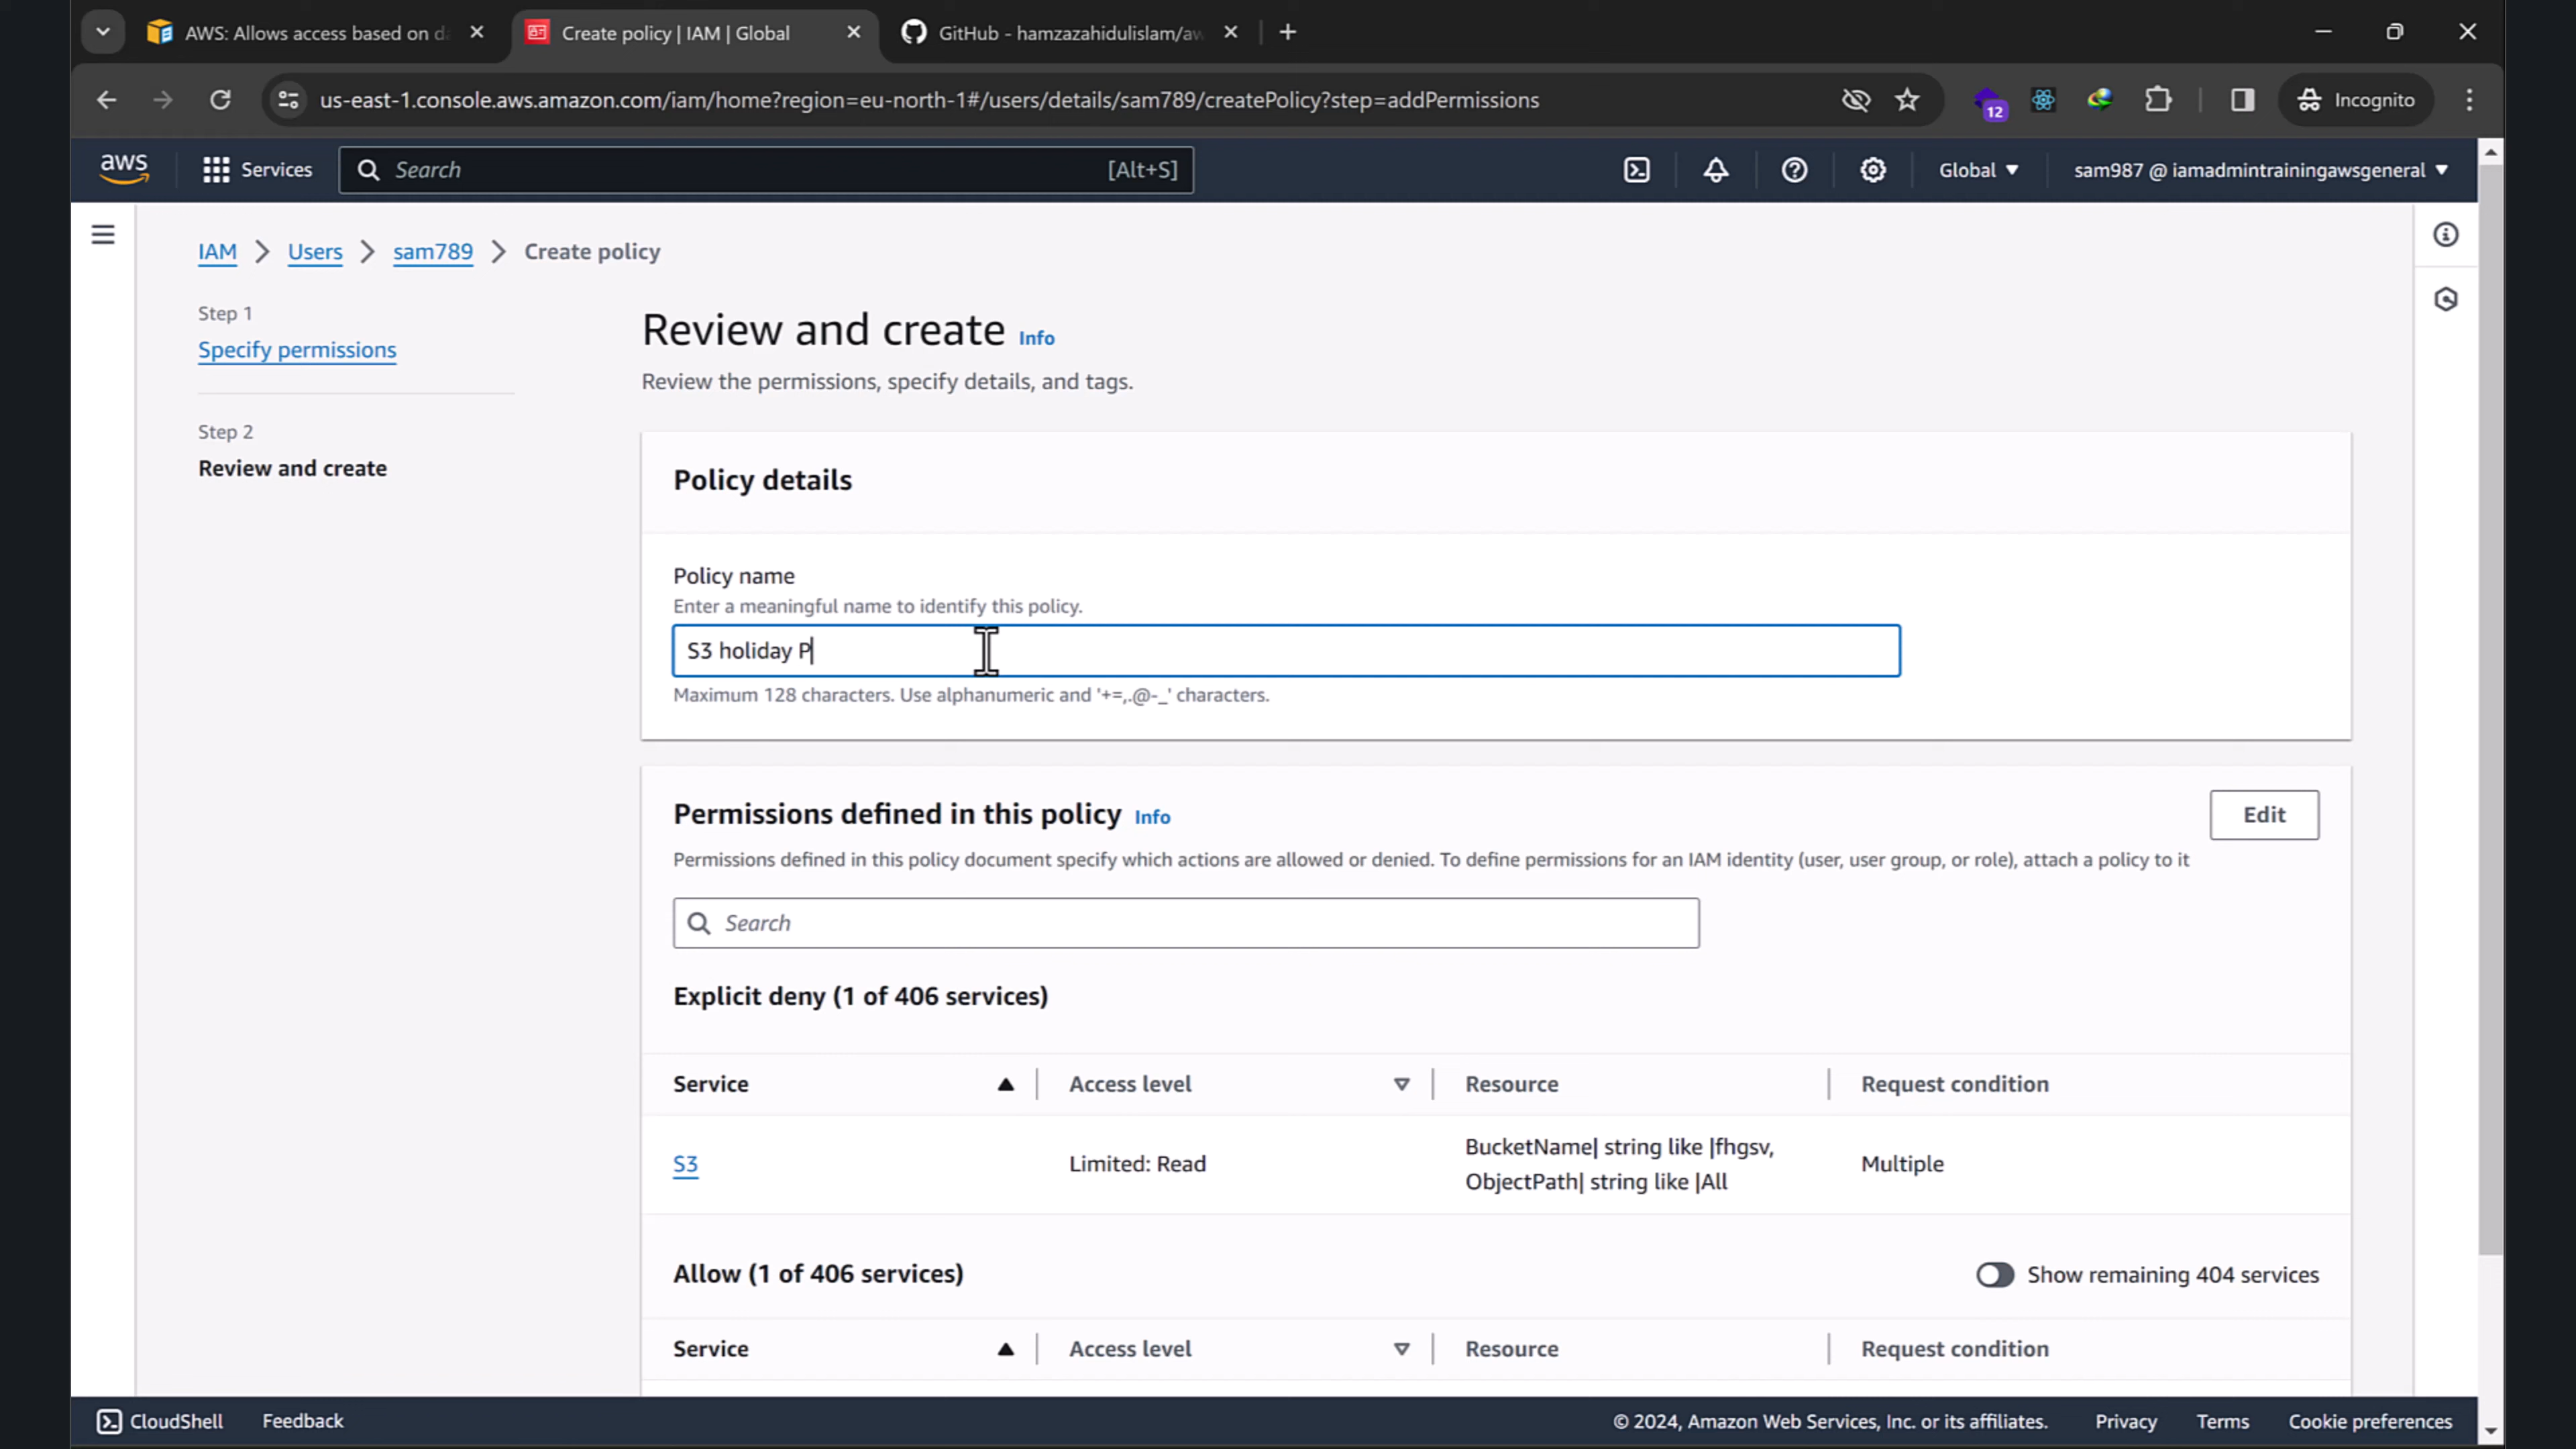 AWS: Allows access based on da
Create policy | IAM | Global
GitHub - hamzazahidulislam/aw
us-east-1.console.aws.amazon.com/iam/home?region=eu-north-1#/users/details/sam789/createPolicy?step=addPermissions
12
Incognito
aws
Services
Search
[Alt+S]
Global
sam987 @ iamadmintrainingawsgeneral
IAM
Users
sam789
Create policy
Step 1
Specify permissions
Step 2
Review and create
Review and create Info
Review the permissions, specify details, and tags.
Policy details
Policy name
Enter a meaningful name to identify this policy.
S3 holiday P
Maximum 128 characters. Use alphanumeric and '+=,.@-_' characters.
Permissions defined in this policy Info
Edit
Permissions defined in this policy document specify which actions are allowed or denied. To define permissions for an IAM identity (user, user group, or role), attach a policy to it
Search
Explicit deny (1 of 406 services)
Service
Access level
Resource
Request condition
S3
Limited: Read
BucketName| string like |fhgsv,
ObjectPath| string like |All
Multiple
Allow (1 of 406 services)
Show remaining 404 services
Service
Access level
Resource
Request condition
CloudShell
Feedback
© 2024, Amazon Web Services, Inc. or its affiliates.
Privacy
Terms
Cookie preferences